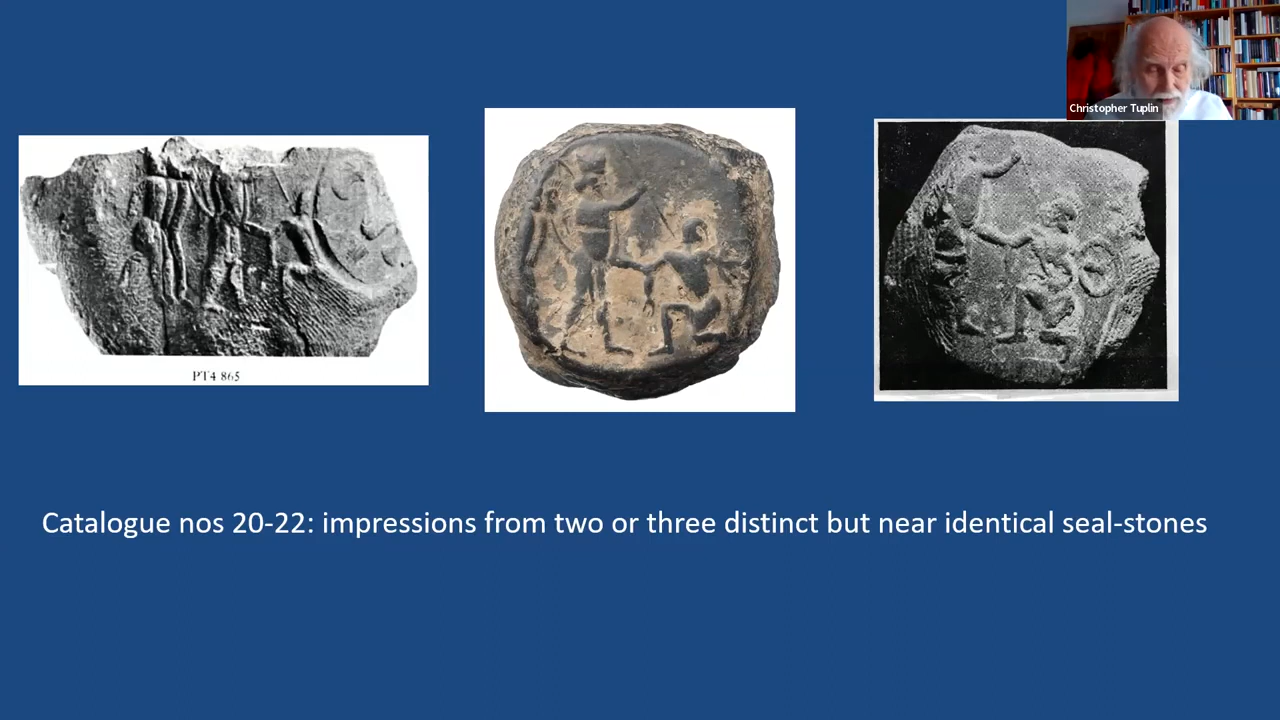 Christopher Tuplin
PT4 865
Catalogue nos 20-22: impressions from two or three distinct but near identical seal-stones